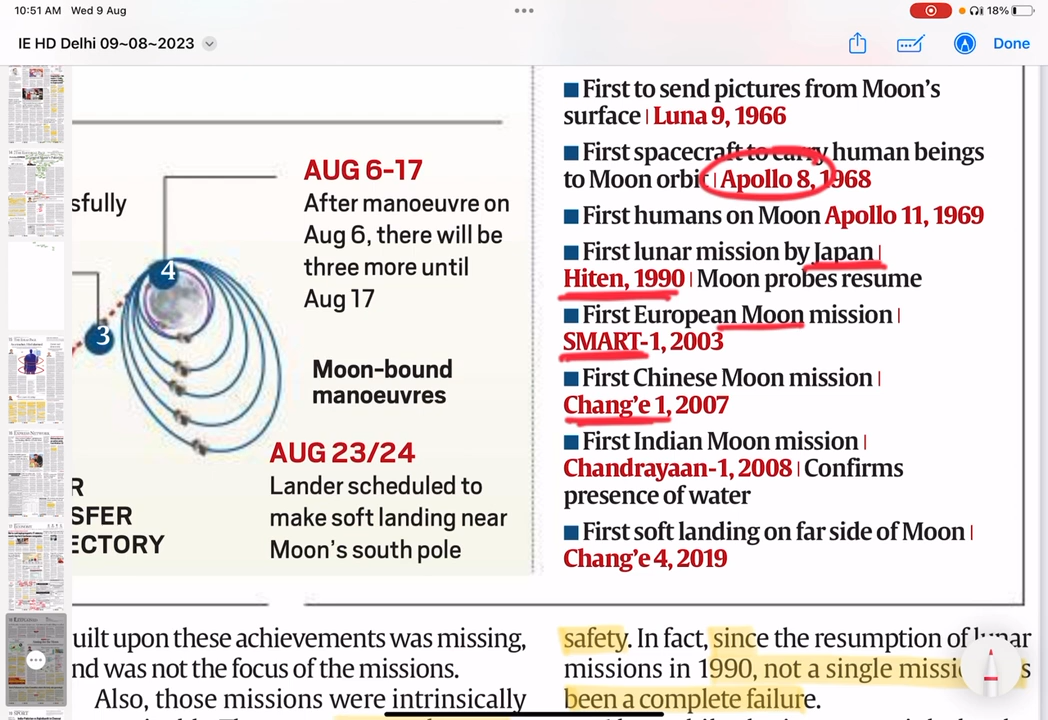 10:51 AM Wed 9 Aug
18%
IE HD Delhi 09~08~2023
Done
sfully
4
3
AUG 6-17
After manoeuvre on
Aug 6, there will be
three more until
Aug 17
Moon-bound
manoeuvres
AUG 23/24
Lander scheduled to
make soft landing near
Moon's south pole
R
SFER
ECTORY
First to send pictures from Moon's
surface | Luna 9, 1966
First spacecraft to carry human beings
to Moon orbit | Apollo 8, 1968
First humans on Moon Apollo 11, 1969
First lunar mission by Japan |
Hiten, 1990 | Moon probes resume
First European Moon mission |
SMART-1, 2003
First Chinese Moon mission |
Chang'e 1, 2007
First Indian Moon mission |
Chandrayaan-1, 2008 | Confirms
presence of water
First soft landing on far side of Moon |
Chang'e 4, 2019
uilt upon these achievements was missing,
nd was not the focus of the missions.
Also, those missions were intrinsically
safety. In fact, since the resumption of lunar
missions in 1990, not a single
been a complete failure.